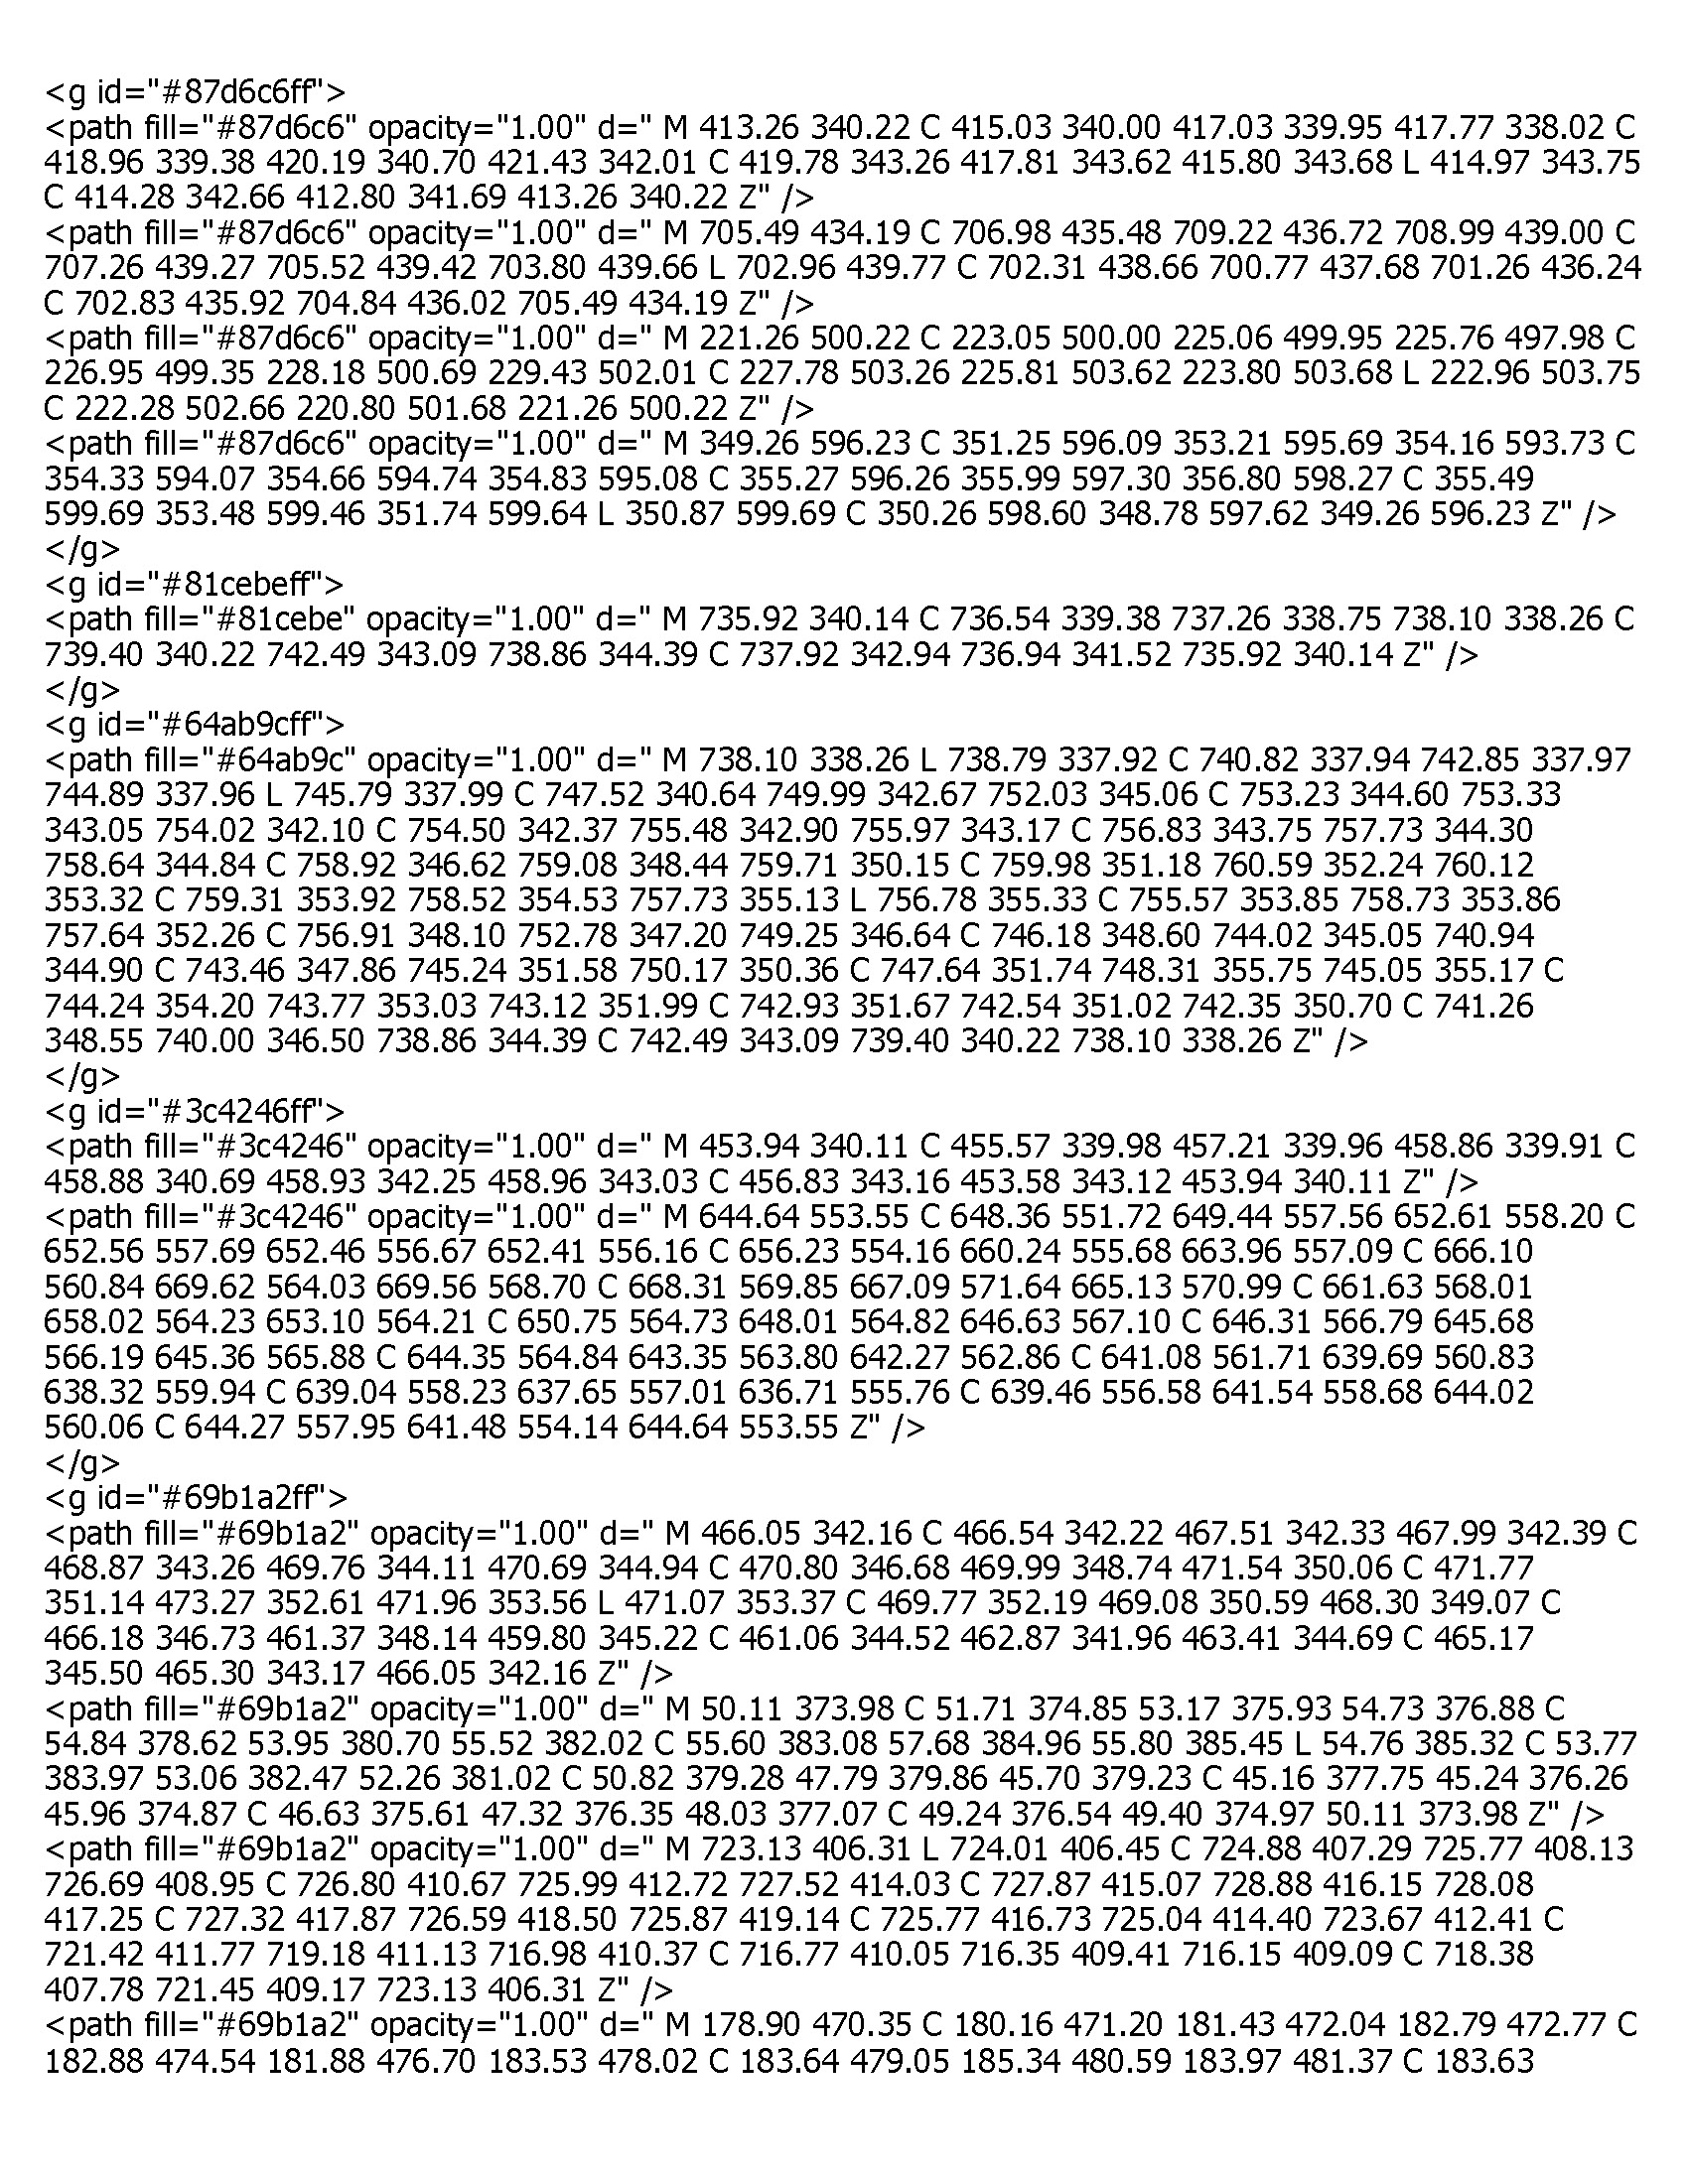 <g id="#87d6c6ff">
<path fill="#87d6c6" opacity="1.00" d=" M 413.26 340.22 C 415.03 340.00 417.03 339.95 417.77 338.02 C
418.96 339.38 420.19 340.70 421.43 342.01 C 419.78 343.26 417.81 343.62 415.80 343.68 L 414.97 343.75
C 414.28 342.66 412.80 341.69 413.26 340.22 Z" />
<path fill="#87d6c6" opacity="1.00" d=" M 705.49 434.19 C 706.98 435.48 709.22 436.72 708.99 439.00 C
707.26 439.27 705.52 439.42 703.80 439.66 L 702.96 439.77 C 702.31 438.66 700.77 437.68 701.26 436.24
C 702.83 435.92 704.84 436.02 705.49 434.19 Z" />
<path fill="#87d6c6" opacity="1.00" d=" M 221.26 500.22 C 223.05 500.00 225.06 499.95 225.76 497.98 C
226.95 499.35 228.18 500.69 229.43 502.01 C 227.78 503.26 225.81 503.62 223.80 503.68 L 222.96 503.75
C 222.28 502.66 220.80 501.68 221.26 500.22 Z" />
<path fill="#87d6c6" opacity="1.00" d=" M 349.26 596.23 C 351.25 596.09 353.21 595.69 354.16 593.73 C
354.33 594.07 354.66 594.74 354.83 595.08 C 355.27 596.26 355.99 597.30 356.80 598.27 C 355.49
599.69 353.48 599.46 351.74 599.64 L 350.87 599.69 C 350.26 598.60 348.78 597.62 349.26 596.23 Z" />
</g>
<g id="#81cebeff">
<path fill="#81cebe" opacity="1.00" d=" M 735.92 340.14 C 736.54 339.38 737.26 338.75 738.10 338.26 C
739.40 340.22 742.49 343.09 738.86 344.39 C 737.92 342.94 736.94 341.52 735.92 340.14 Z" />
</g>
<g id="#64ab9cff">
<path fill="#64ab9c" opacity="1.00" d=" M 738.10 338.26 L 738.79 337.92 C 740.82 337.94 742.85 337.97
744.89 337.96 L 745.79 337.99 C 747.52 340.64 749.99 342.67 752.03 345.06 C 753.23 344.60 753.33
343.05 754.02 342.10 C 754.50 342.37 755.48 342.90 755.97 343.17 C 756.83 343.75 757.73 344.30
758.64 344.84 C 758.92 346.62 759.08 348.44 759.71 350.15 C 759.98 351.18 760.59 352.24 760.12
353.32 C 759.31 353.92 758.52 354.53 757.73 355.13 L 756.78 355.33 C 755.57 353.85 758.73 353.86
757.64 352.26 C 756.91 348.10 752.78 347.20 749.25 346.64 C 746.18 348.60 744.02 345.05 740.94
344.90 C 743.46 347.86 745.24 351.58 750.17 350.36 C 747.64 351.74 748.31 355.75 745.05 355.17 C
744.24 354.20 743.77 353.03 743.12 351.99 C 742.93 351.67 742.54 351.02 742.35 350.70 C 741.26
348.55 740.00 346.50 738.86 344.39 C 742.49 343.09 739.40 340.22 738.10 338.26 Z" />
</g>
<g id="#3c4246ff">
<path fill="#3c4246" opacity="1.00" d=" M 453.94 340.11 C 455.57 339.98 457.21 339.96 458.86 339.91 C
458.88 340.69 458.93 342.25 458.96 343.03 C 456.83 343.16 453.58 343.12 453.94 340.11 Z" />
<path fill="#3c4246" opacity="1.00" d=" M 644.64 553.55 C 648.36 551.72 649.44 557.56 652.61 558.20 C
652.56 557.69 652.46 556.67 652.41 556.16 C 656.23 554.16 660.24 555.68 663.96 557.09 C 666.10
560.84 669.62 564.03 669.56 568.70 C 668.31 569.85 667.09 571.64 665.13 570.99 C 661.63 568.01
658.02 564.23 653.10 564.21 C 650.75 564.73 648.01 564.82 646.63 567.10 C 646.31 566.79 645.68
566.19 645.36 565.88 C 644.35 564.84 643.35 563.80 642.27 562.86 C 641.08 561.71 639.69 560.83
638.32 559.94 C 639.04 558.23 637.65 557.01 636.71 555.76 C 639.46 556.58 641.54 558.68 644.02
560.06 C 644.27 557.95 641.48 554.14 644.64 553.55 Z" />
</g>
<g id="#69b1a2ff">
<path fill="#69b1a2" opacity="1.00" d=" M 466.05 342.16 C 466.54 342.22 467.51 342.33 467.99 342.39 C
468.87 343.26 469.76 344.11 470.69 344.94 C 470.80 346.68 469.99 348.74 471.54 350.06 C 471.77
351.14 473.27 352.61 471.96 353.56 L 471.07 353.37 C 469.77 352.19 469.08 350.59 468.30 349.07 C
466.18 346.73 461.37 348.14 459.80 345.22 C 461.06 344.52 462.87 341.96 463.41 344.69 C 465.17
345.50 465.30 343.17 466.05 342.16 Z" />
<path fill="#69b1a2" opacity="1.00" d=" M 50.11 373.98 C 51.71 374.85 53.17 375.93 54.73 376.88 C
54.84 378.62 53.95 380.70 55.52 382.02 C 55.60 383.08 57.68 384.96 55.80 385.45 L 54.76 385.32 C 53.77
383.97 53.06 382.47 52.26 381.02 C 50.82 379.28 47.79 379.86 45.70 379.23 C 45.16 377.75 45.24 376.26
45.96 374.87 C 46.63 375.61 47.32 376.35 48.03 377.07 C 49.24 376.54 49.40 374.97 50.11 373.98 Z" />
<path fill="#69b1a2" opacity="1.00" d=" M 723.13 406.31 L 724.01 406.45 C 724.88 407.29 725.77 408.13
726.69 408.95 C 726.80 410.67 725.99 412.72 727.52 414.03 C 727.87 415.07 728.88 416.15 728.08
417.25 C 727.32 417.87 726.59 418.50 725.87 419.14 C 725.77 416.73 725.04 414.40 723.67 412.41 C
721.42 411.77 719.18 411.13 716.98 410.37 C 716.77 410.05 716.35 409.41 716.15 409.09 C 718.38
407.78 721.45 409.17 723.13 406.31 Z" />
<path fill="#69b1a2" opacity="1.00" d=" M 178.90 470.35 C 180.16 471.20 181.43 472.04 182.79 472.77 C
182.88 474.54 181.88 476.70 183.53 478.02 C 183.64 479.05 185.34 480.59 183.97 481.37 C 183.63